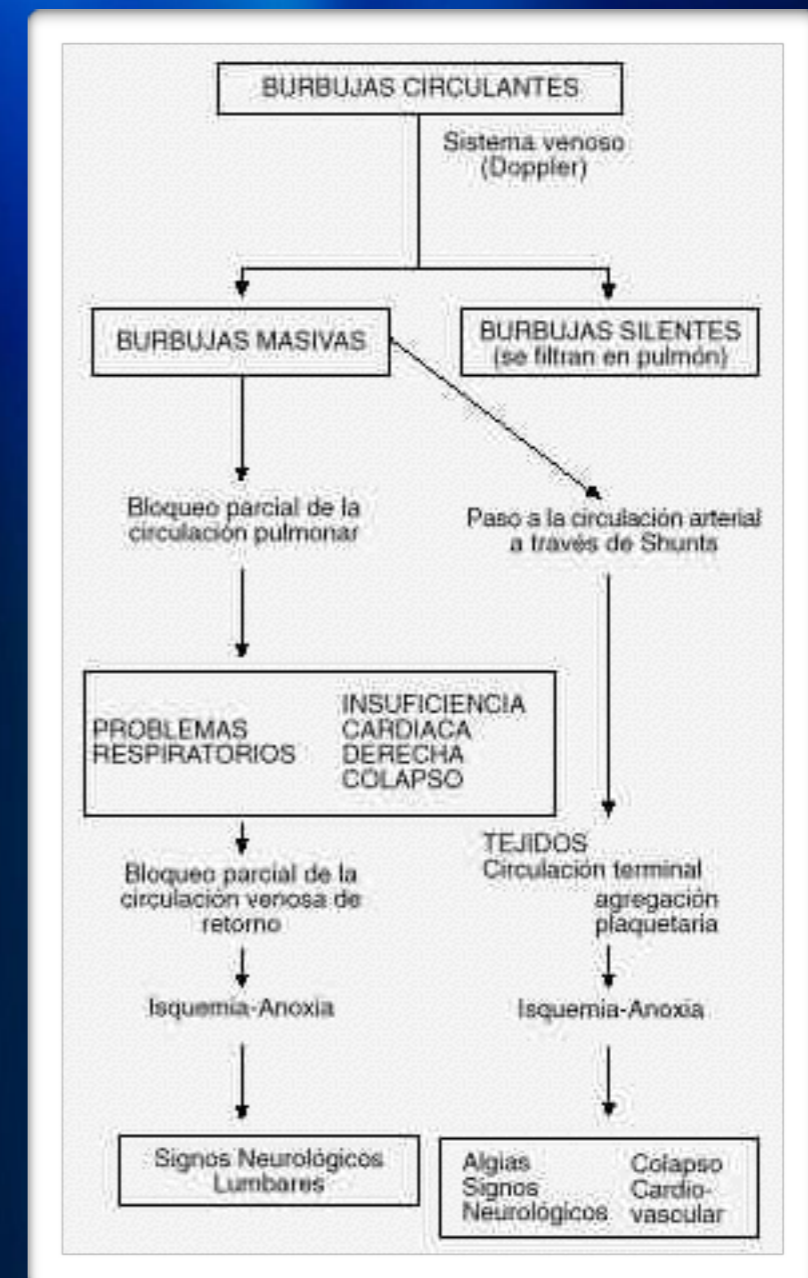 BURBUJAS CIRCULANTES
Sistema venoso
(Doppler)
BURBUJAS MASIVAS
BURBUJAS SILENTES
(se filtran en pulmón)
Bloqueo parcial de la
circulación pulmonar
Paso a la circulación arterial
a través de Shunts
PROBLEMAS
RESPIRATORIOS
INSUFICIENCIA
CARDIACA
DERECHA
COLAPSO
Bloqueo parcial de la
circulación venosa de
retorno
TEJIDOS
Circulación terminal
agregación
plaquetaria
Isquemia-Anoxia
Isquemia-Anoxia
Signos Neurológicos
Lumbares
Algias
Signos
Neurológicos
Colapso
Cardio-
vascular